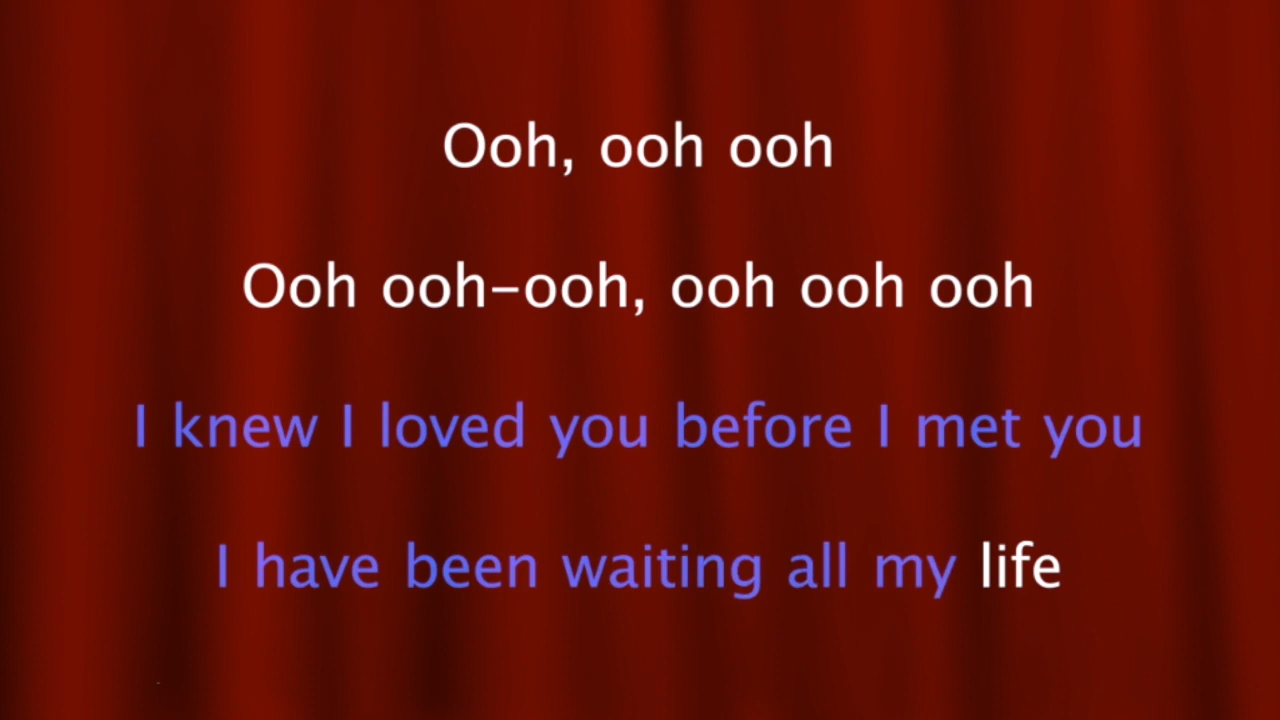 Ooh, ooh ooh
Ooh ooh-ooh, ooh ooh ooh
I knew I loved you before I met you
I have been waiting all my life